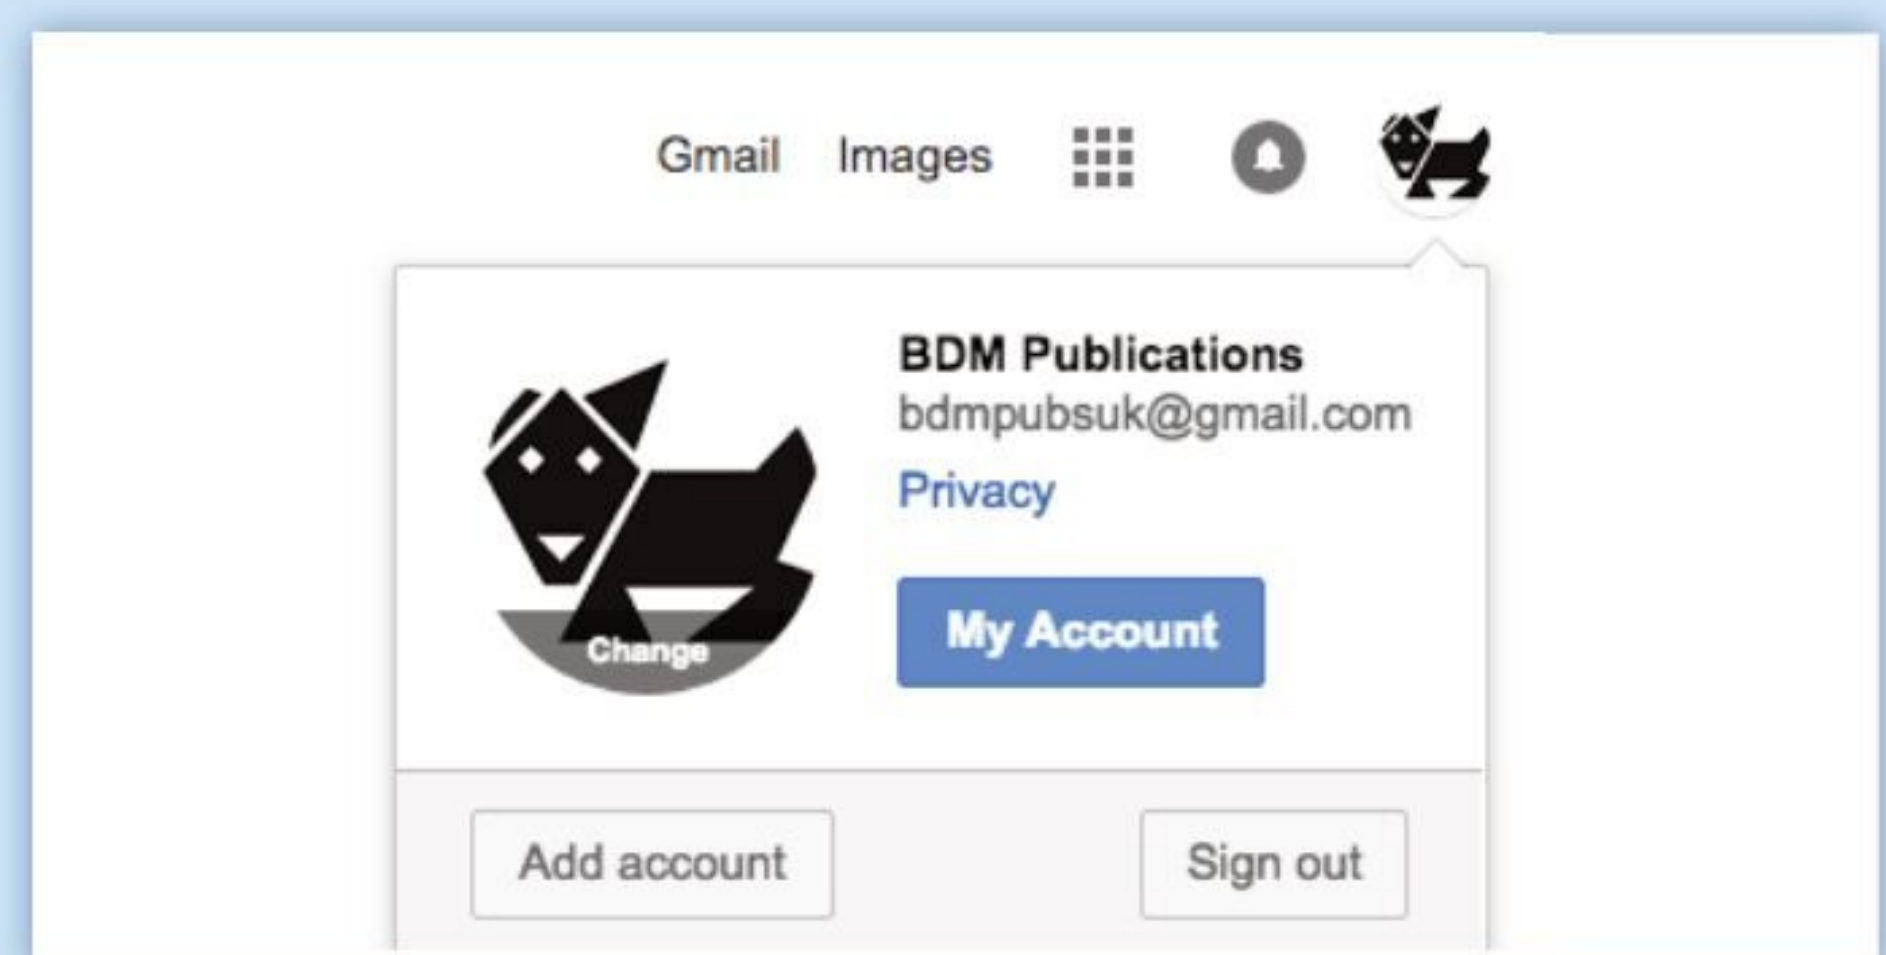 Gmail Images
BDM Publications
bdmpubsuk@gmail.com
Privacy
My Account
Change
Add account Sign out